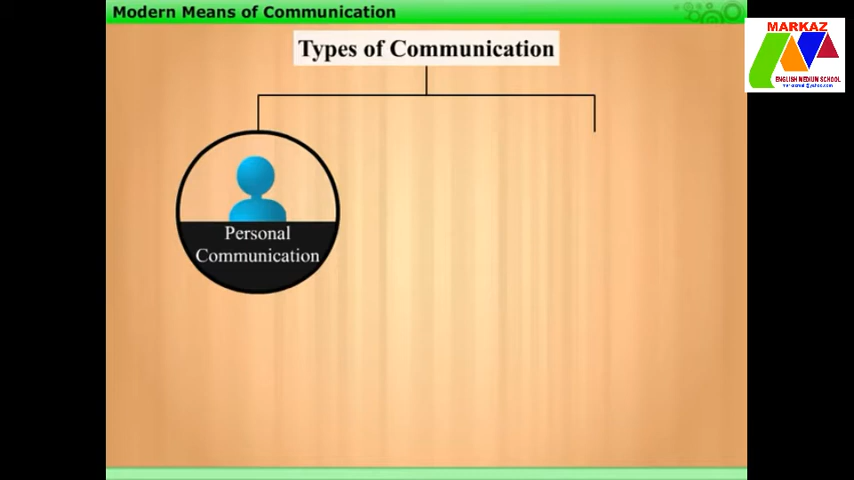 Modern Means of Communication
Types of Communication
MARKAZ
ENGLISH MEDIUM SCHOOL
Personal
Communication